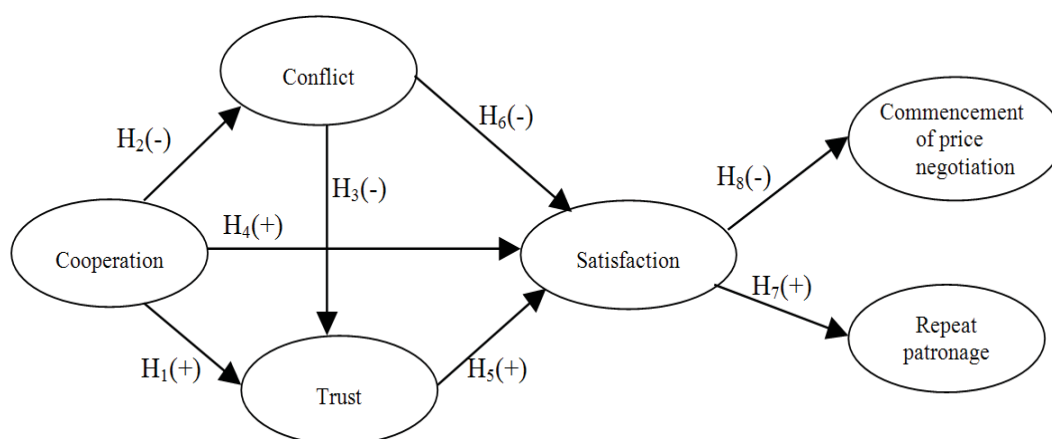 Conflict
Commencement
of price
negotiation
H₆(-)
H₂(-)
H₈(-)
H₃(-)
H₄(+)
Cooperation
Satisfaction
H₇(+)
Repeat
patronage
H₁(+)
H₅(+)
Trust